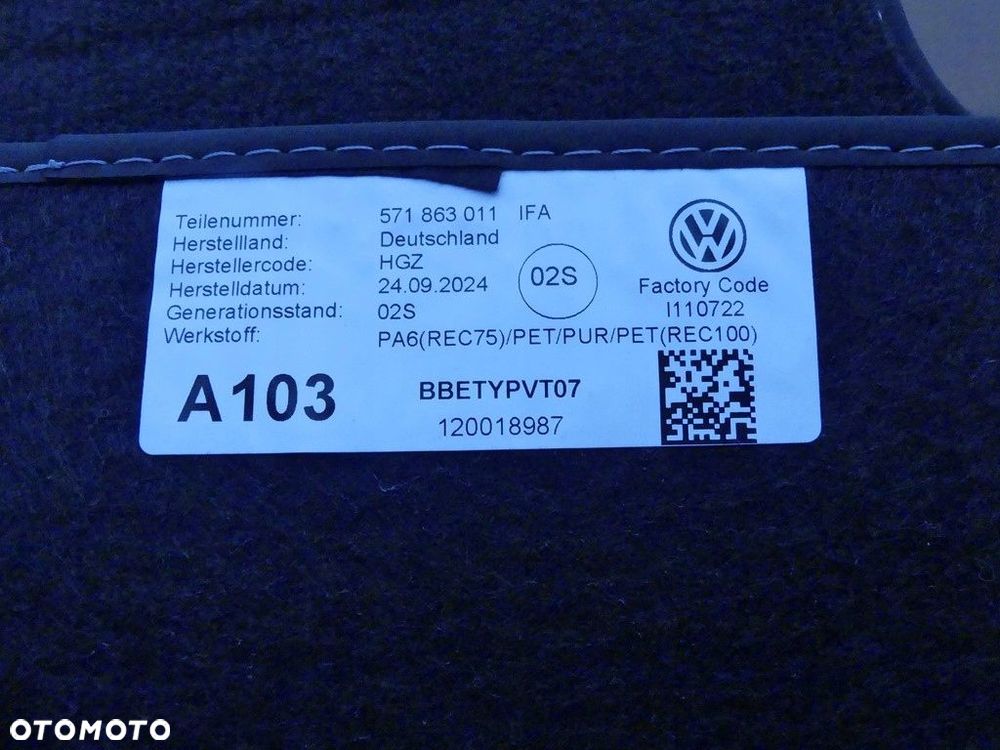 Teilenummer: 571 863 011 IFA
Herstellland: Deutschland
Herstellercode: HGZ
Herstelldatum: 24.09.2024
Generationsstand: 02S
02S
Factory Code
I110722
Werkstoff: PA6(REC75)/PET/PUR/PET(REC100)
A103
BBETYPVT07
120018987
OTOMOTO